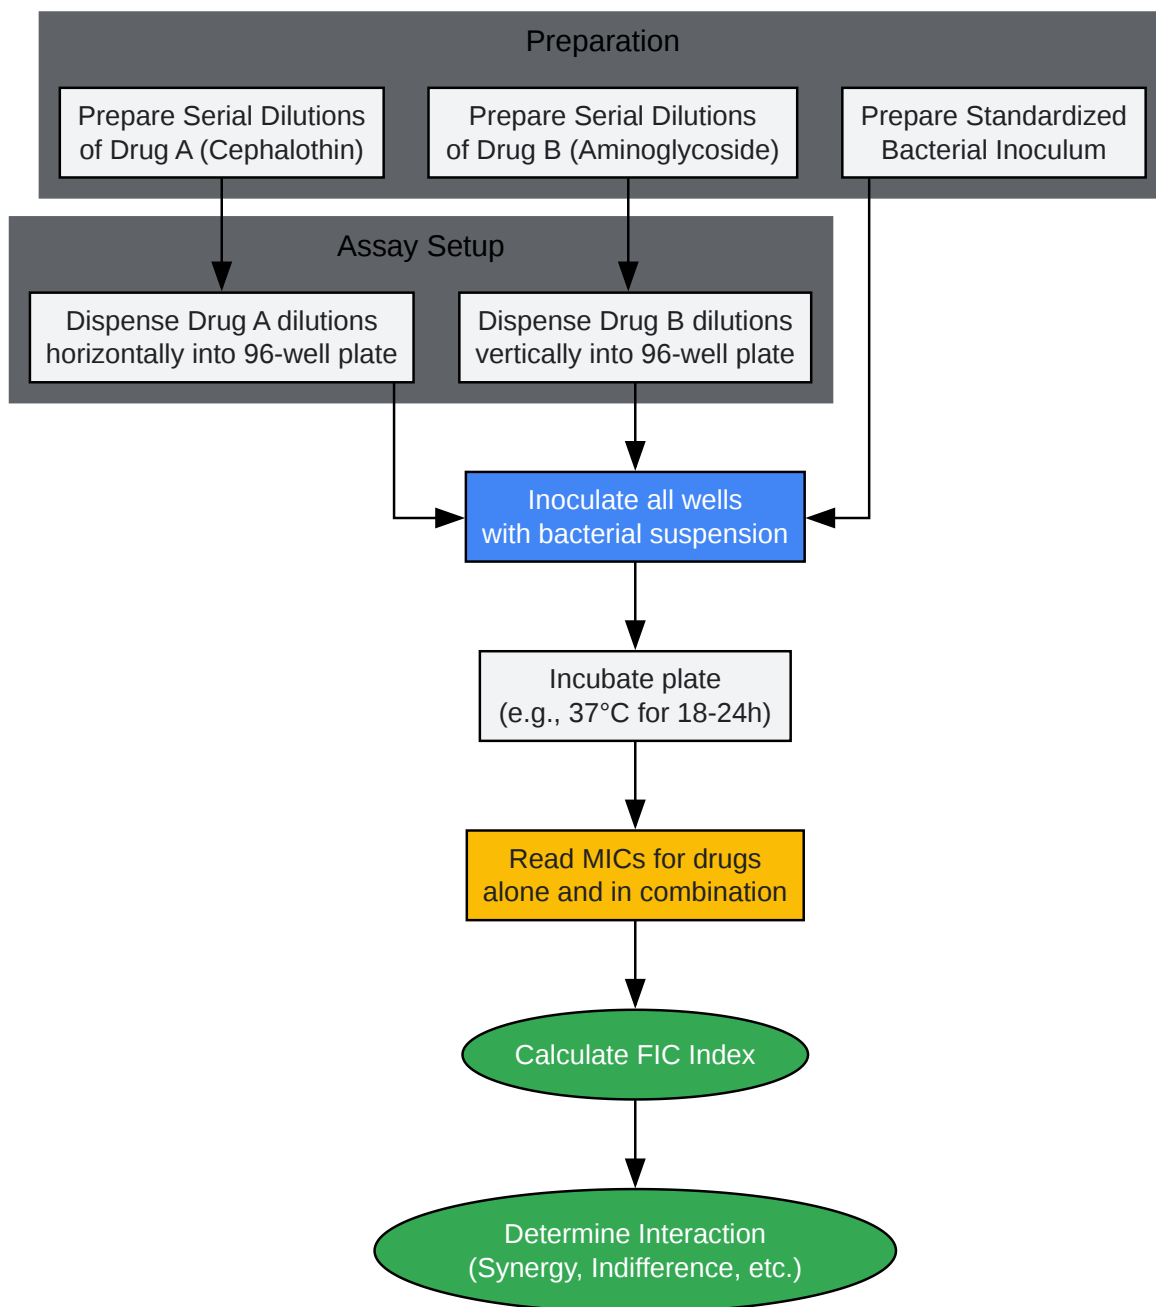 Preparation
Prepare Serial Dilutions
of Drug A (Cephalothin)
Prepare Serial Dilutions
of Drug B (Aminoglycoside)
Prepare Standardized
Bacterial Inoculum
Assay Setup
Dispense Drug A dilutions
horizontally into 96-well plate
Dispense Drug B dilutions
vertically into 96-well plate
Inoculate all wells
with bacterial suspension
Incubate plate
(e.g., 37°C for 18-24h)
Read MICs for drugs
alone and in combination
Calculate FIC Index
Determine Interaction
(Synergy, Indifference, etc.)